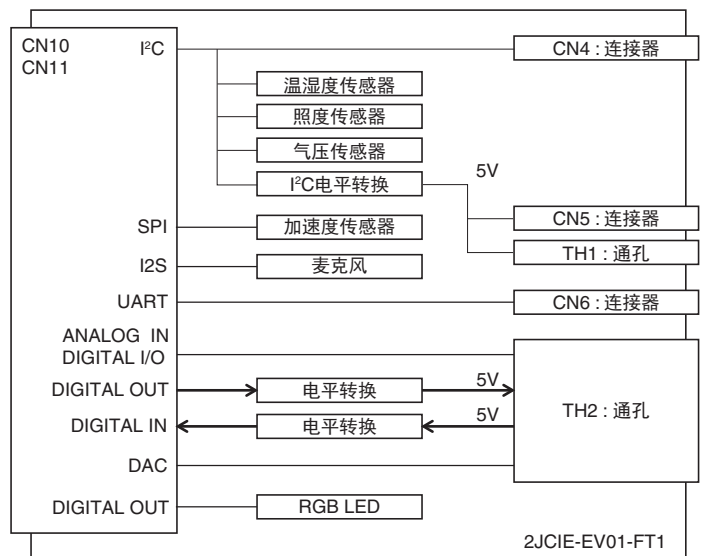 CN10
CN11
I²C
CN4 : 连接器
温湿度传感器
照度传感器
气压传感器
I²C电平转换
5V
CN5 : 连接器
TH1 : 通孔
SPI
加速度传感器
I2S
麦克风
UART
CN6 : 连接器
ANALOG IN
DIGITAL I/O
DIGITAL OUT
电平转换
5V
TH2 : 通孔
DIGITAL IN
电平转换
5V
DAC
DIGITAL OUT
RGB LED
2JCIE-EV01-FT1